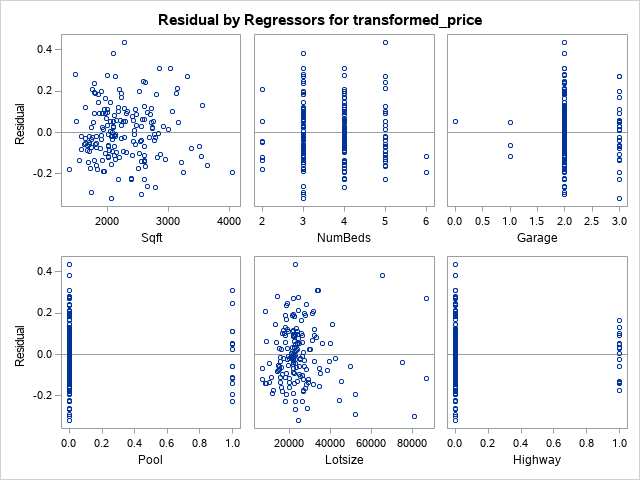 Residual by Regressors for transformed_price
0.4
0.2
0.0
-0.2
Residual
2000 3000 4000
Sqft
2 3 4 5 6
NumBeds
0.0 0.5 1.0 1.5 2.0 2.5 3.0
Garage
0.4
0.2
0.0
-0.2
Residual
0.0 0.2 0.4 0.6 0.8 1.0
Pool
20000 40000 60000 80000
Lotsize
0.0 0.2 0.4 0.6 0.8 1.0
Highway